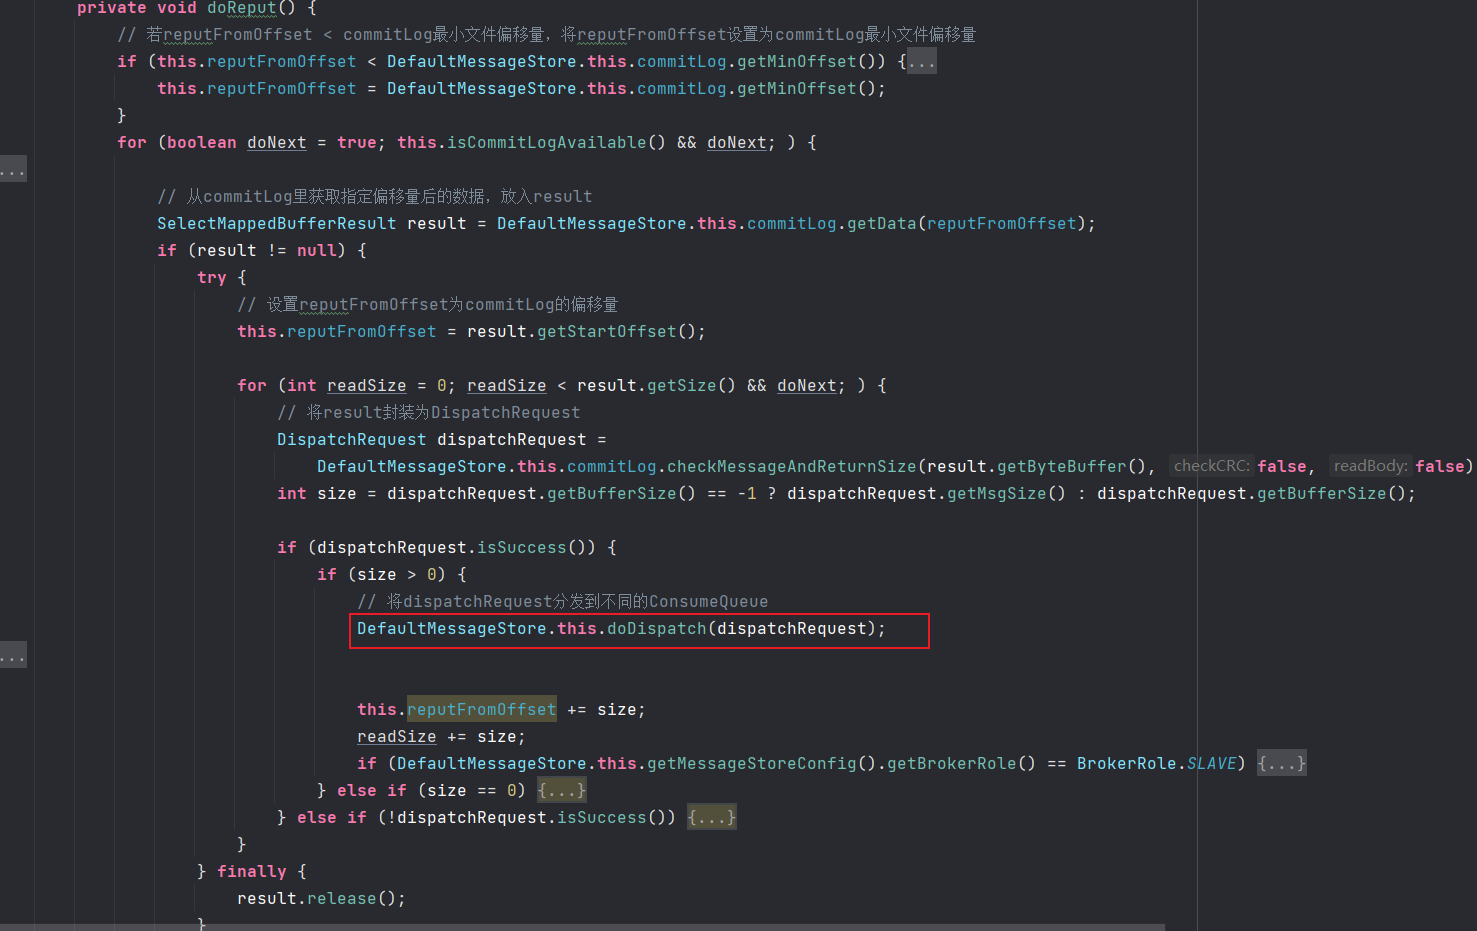 private void doReput() {
// 若reputFromOffset < commitLog最小文件偏移量，将reputFromOffset设置为commitLog最小文件偏移量
if (this.reputFromOffset < DefaultMessageStore.this.commitLog.getMinOffset()) {...
this.reputFromOffset = DefaultMessageStore.this.commitLog.getMinOffset();
}
for (boolean doNext = true; this.isCommitLogAvailable() && doNext; ) {
...
// 从commitLog里获取指定偏移量后的数据，放入result
SelectMappedBufferResult result = DefaultMessageStore.this.commitLog.getData(reputFromOffset);
if (result != null) {
try {
// 设置reputFromOffset为commitLog的偏移量
this.reputFromOffset = result.getStartOffset();
for (int readSize = 0; readSize < result.getSize() && doNext; ) {
// 将result封装为DispatchRequest
DispatchRequest dispatchRequest =
DefaultMessageStore.this.commitLog.checkMessageAndReturnSize(result.getByteBuffer(), checkCRC: false, readBody: false)
int size = dispatchRequest.getBufferSize() == -1 ? dispatchRequest.getMsgSize() : dispatchRequest.getBufferSize();
if (dispatchRequest.isSuccess()) {
if (size > 0) {
// 将dispatchRequest分发到不同的ConsumeQueue
DefaultMessageStore.this.doDispatch(dispatchRequest);
...
this.reputFromOffset += size;
readSize += size;
if (DefaultMessageStore.this.getMessageStoreConfig().getBrokerRole() == BrokerRole.SLAVE) {...}
} else if (size == 0) {...}
} else if (!dispatchRequest.isSuccess()) {...}
}
} finally {
result.release();
}